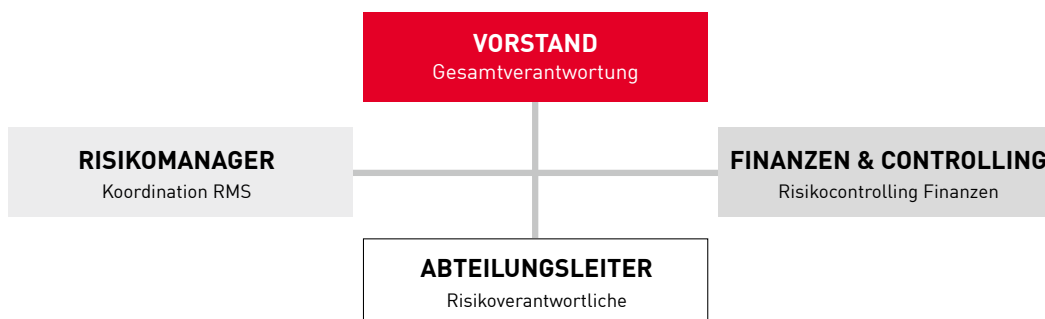 VORSTAND
Gesamtverantwortung
RISIKOMANAGER
Koordination RMS
FINANZEN & CONTROLLING
Risikocontrolling Finanzen
ABTEILUNGSLEITER
Risikoverantwortliche